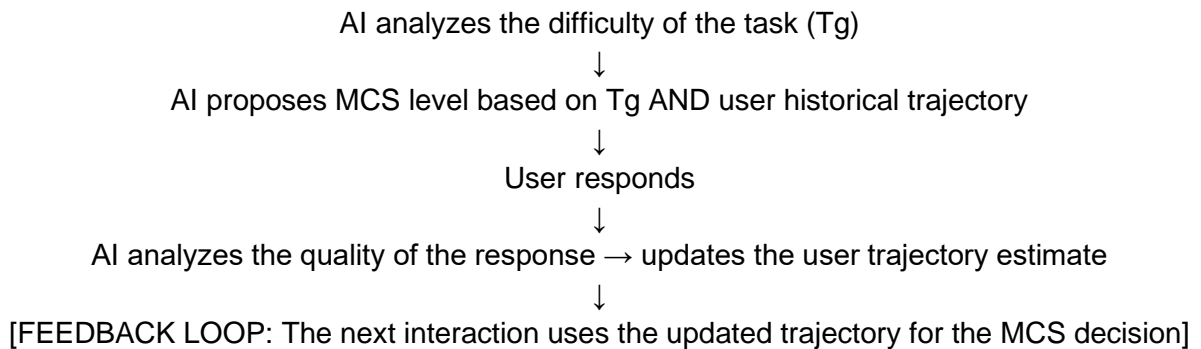 AI analyzes the difficulty of the task (Tg)
↓
AI proposes MCS level based on Tg AND user historical trajectory
↓
User responds
↓
AI analyzes the quality of the response → updates the user trajectory estimate
↓
[FEEDBACK LOOP: The next interaction uses the updated trajectory for the MCS decision]